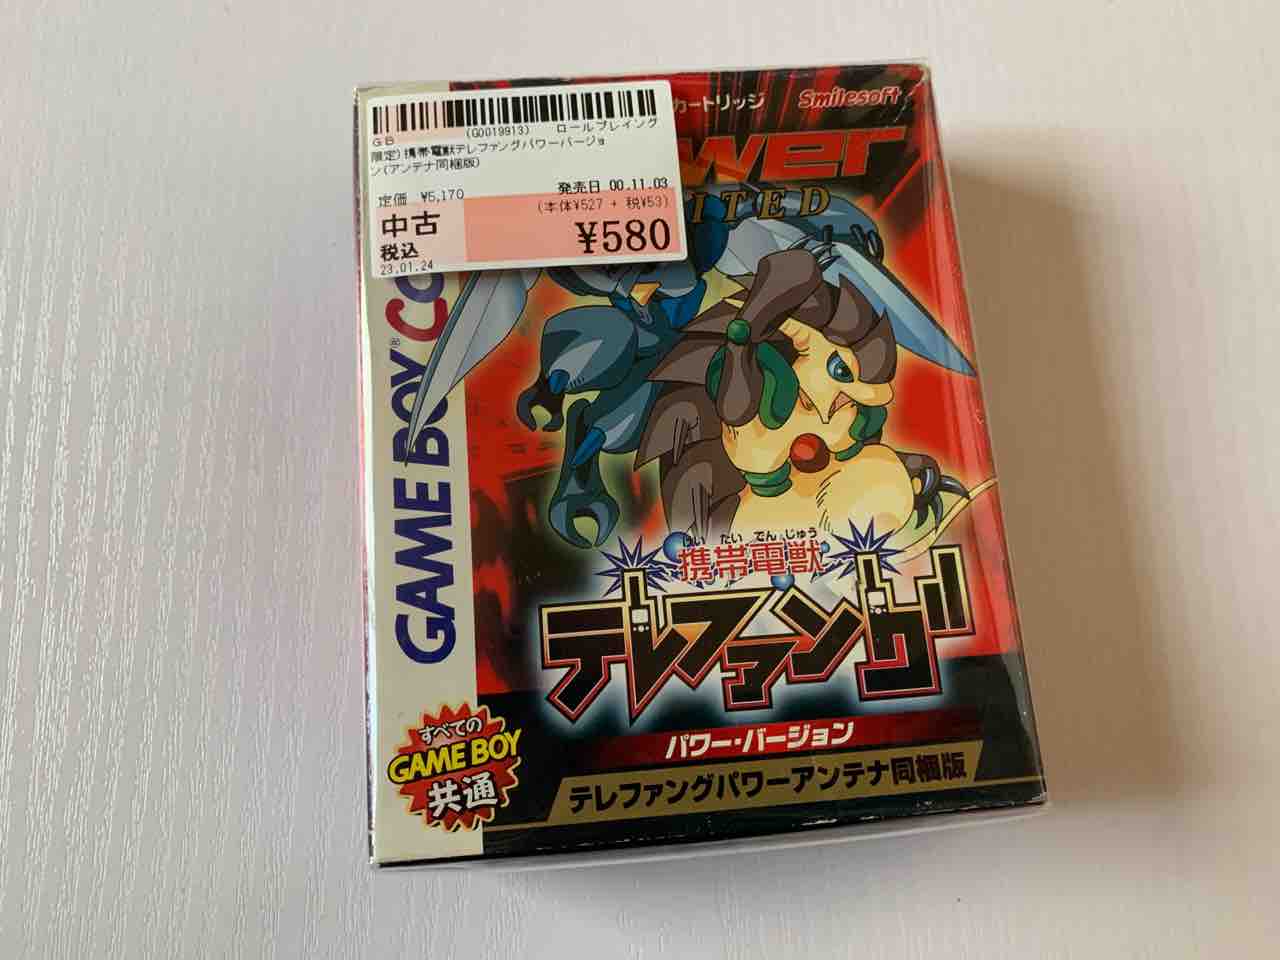 カートリッジ
Smilesoft
GB (G0019913) ロールプレイング
限定)携帯電獣テレファングパワーバージョ
ン(アンテナ同梱版)
定価 ¥5,170 発売日 00.11.03
(本体¥527 + 税¥53)
中古
税込
¥580
23.01.24
GAME BOY
けい たい でん じゅう
携帯電獣
テレファング
パワー・バージョン
テレファングパワーアンテナ同梱版
すべての
GAME BOY
共通